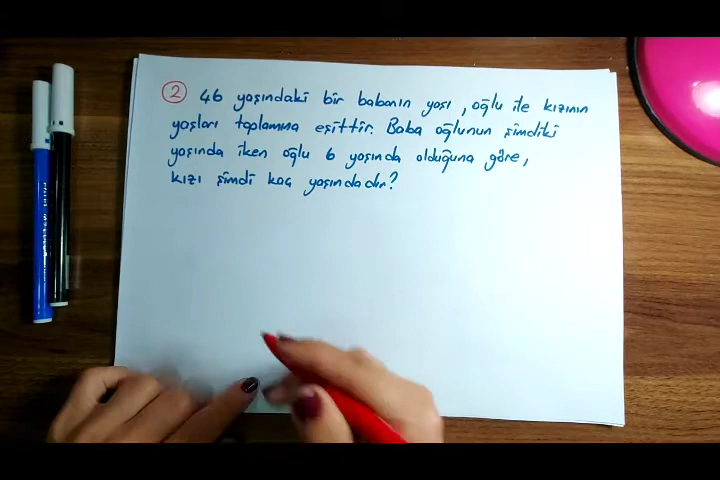 2 46 yaşındaki bir babanın yaşı, oğlu ile kızının
yaşları toplamına eşittir. Baba oğlunun şimdiki
yaşında iken oğlu 6 yaşında olduğuna göre,
kızı şimdi kaç yaşındadır?